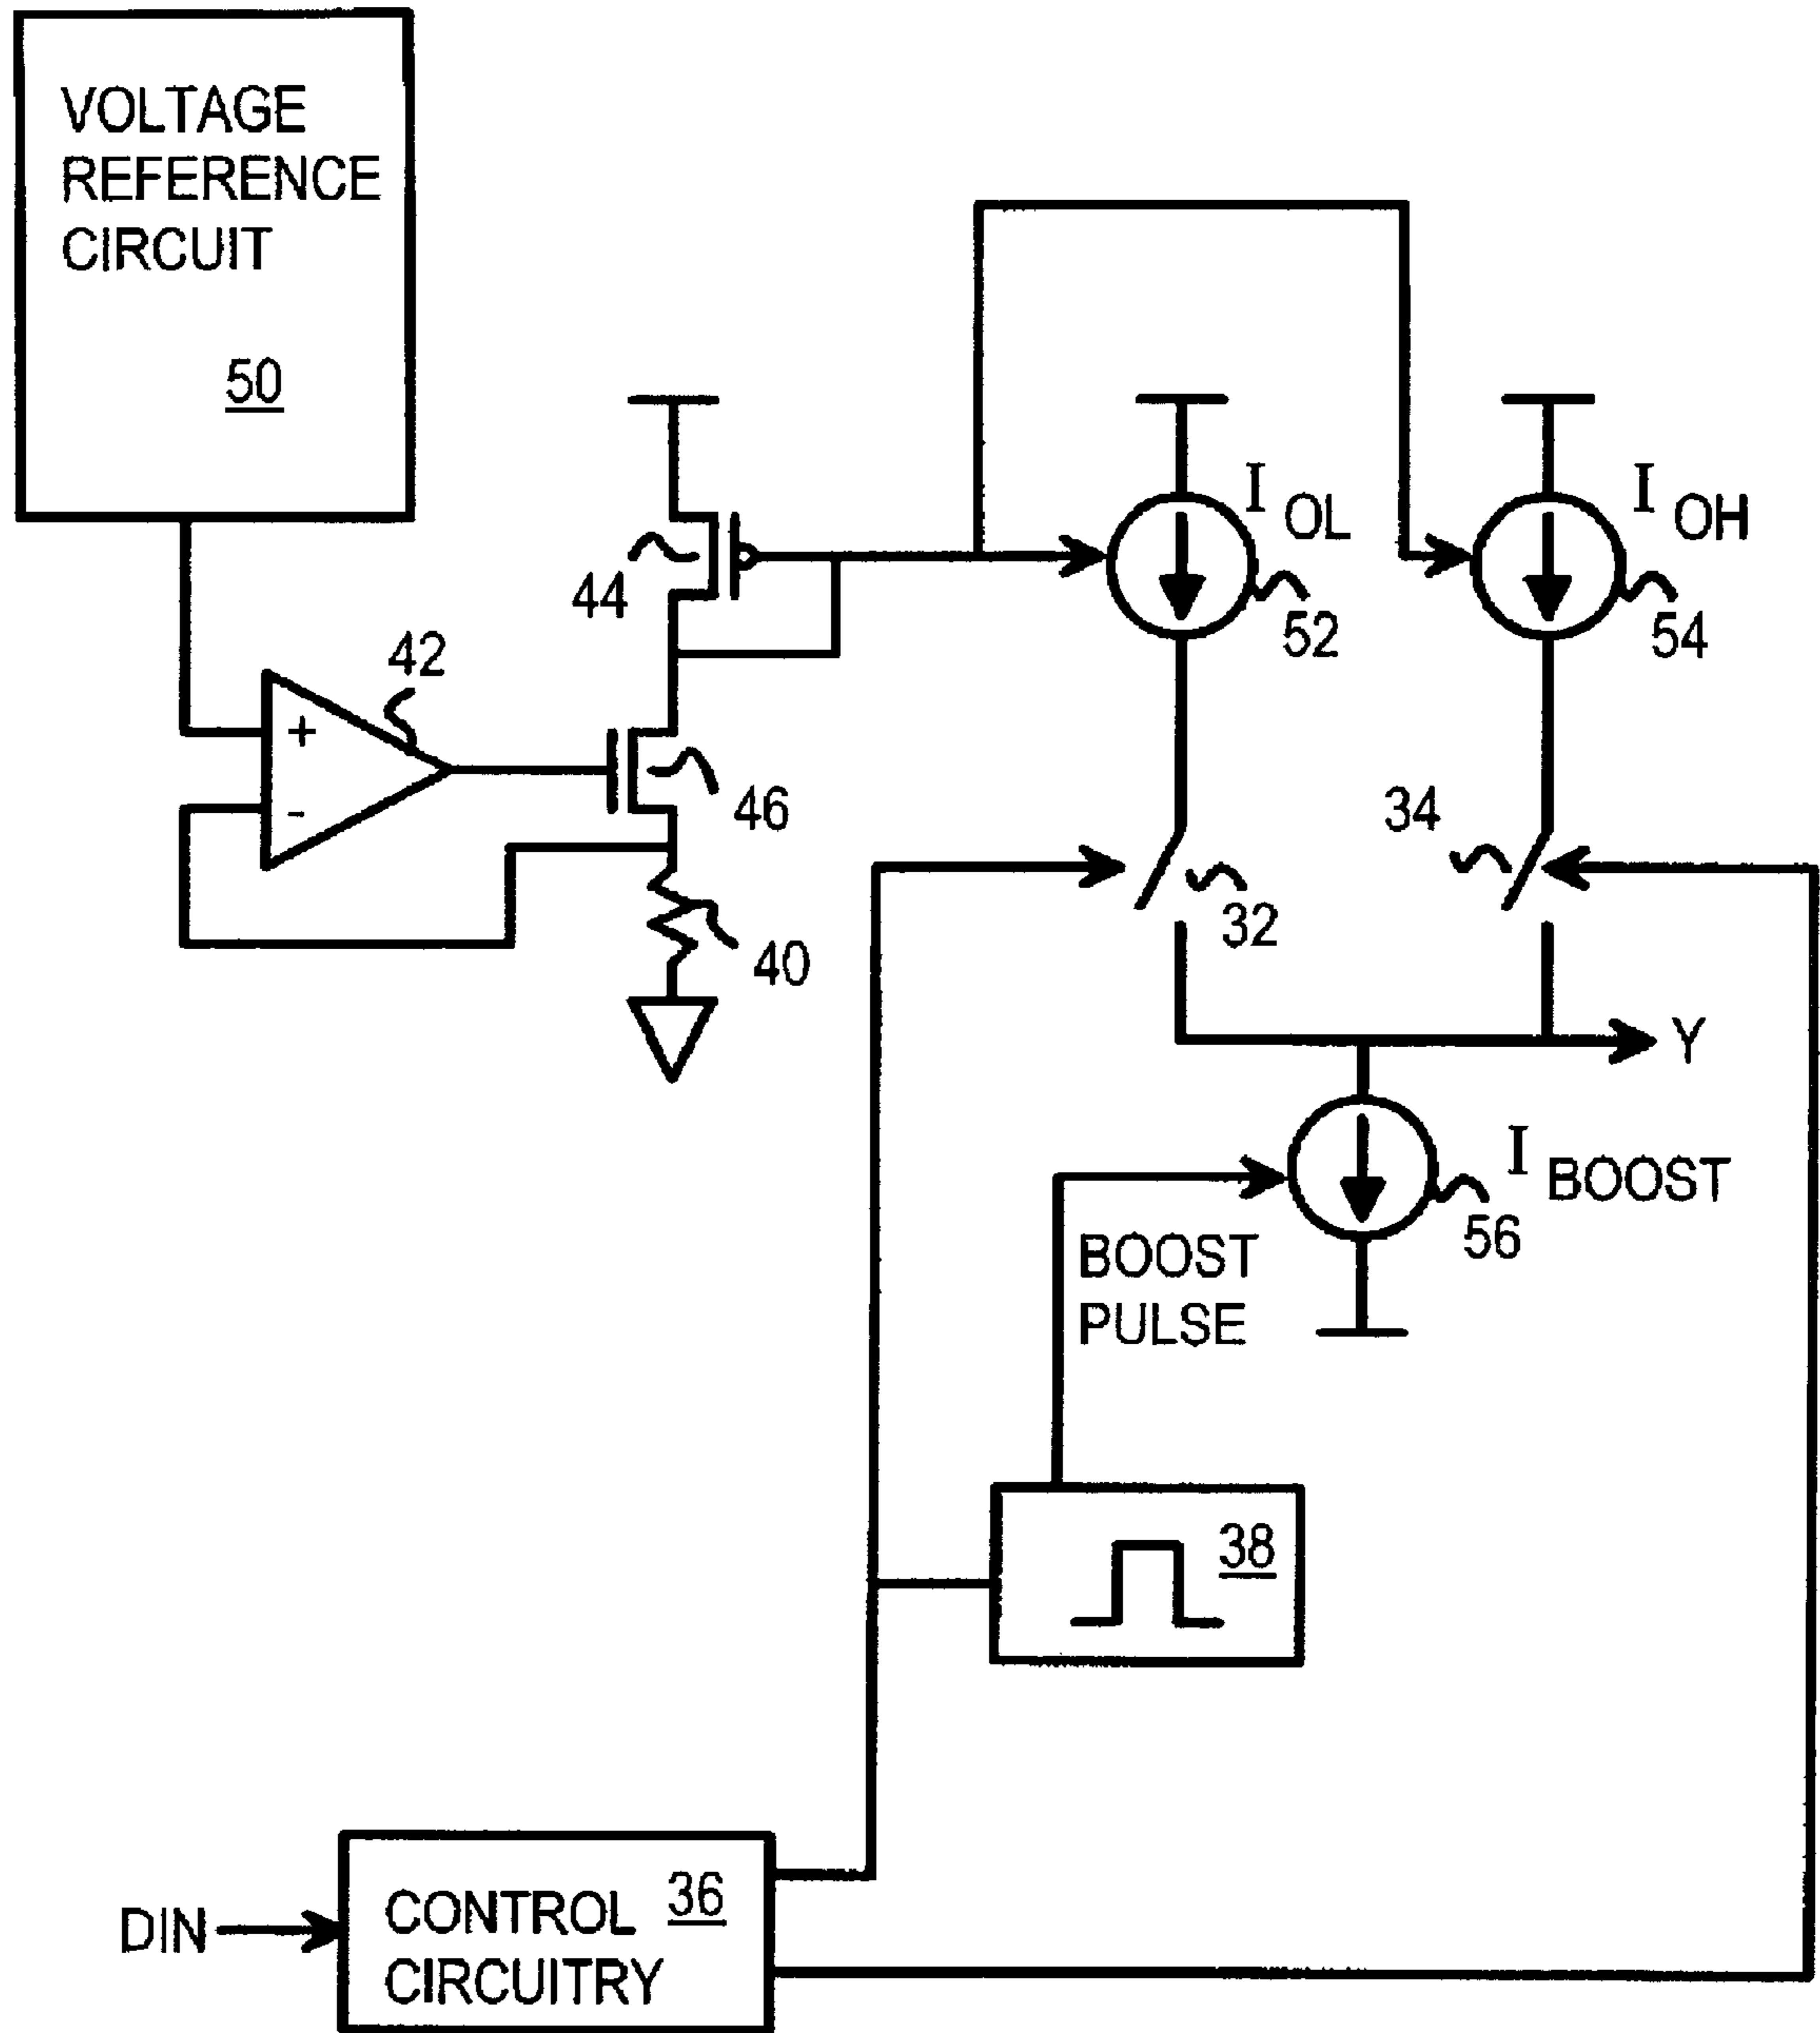 VOLTAGE
REFERENCE
CIRCUIT
50
I OL
I OH
44
52
54
42
+
-
46
34
32
40
Y
I BOOST
56
BOOST
PULSE
38
DIN
CONTROL 36
CIRCUITRY